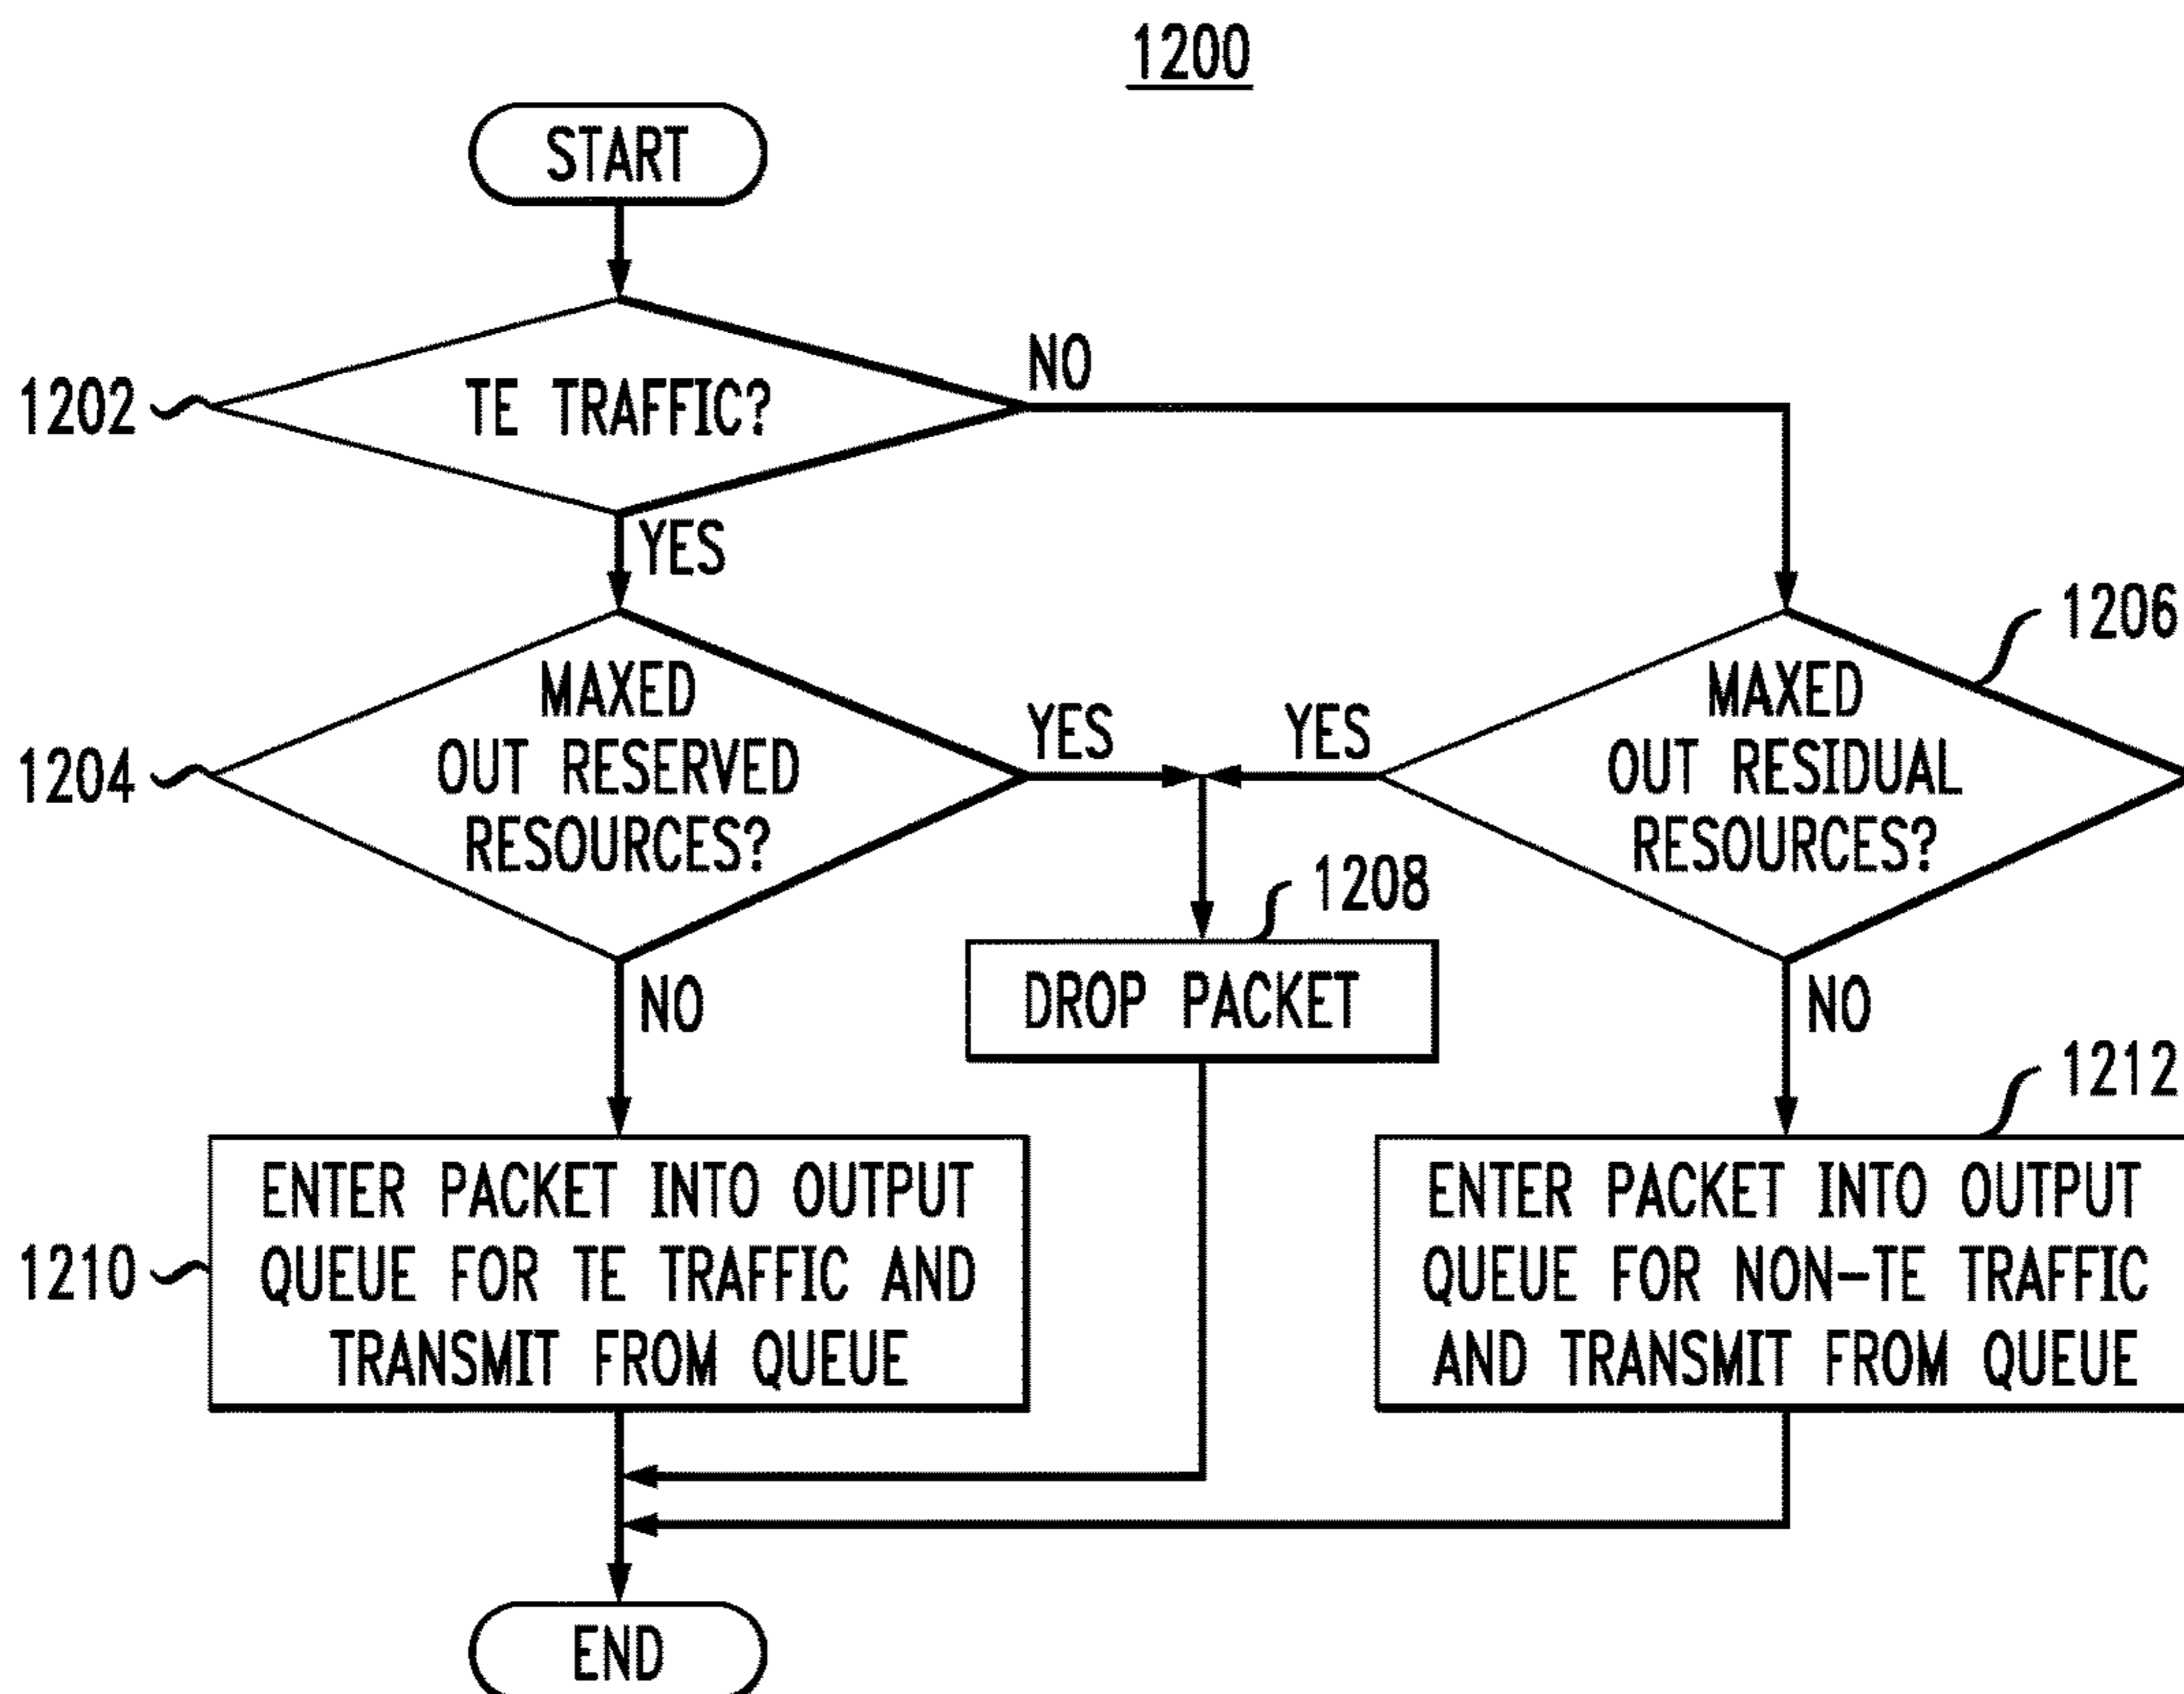 1200
START
1202
TE TRAFFIC?
NO
YES
1204
MAXED
OUT RESERVED
RESOURCES?
YES
YES
1206
MAXED
OUT RESIDUAL
RESOURCES?
1208
DROP PACKET
NO
NO
1210
ENTER PACKET INTO OUTPUT
QUEUE FOR TE TRAFFIC AND
TRANSMIT FROM QUEUE
1212
ENTER PACKET INTO OUTPUT
QUEUE FOR NON-TE TRAFFIC
AND TRANSMIT FROM QUEUE
END